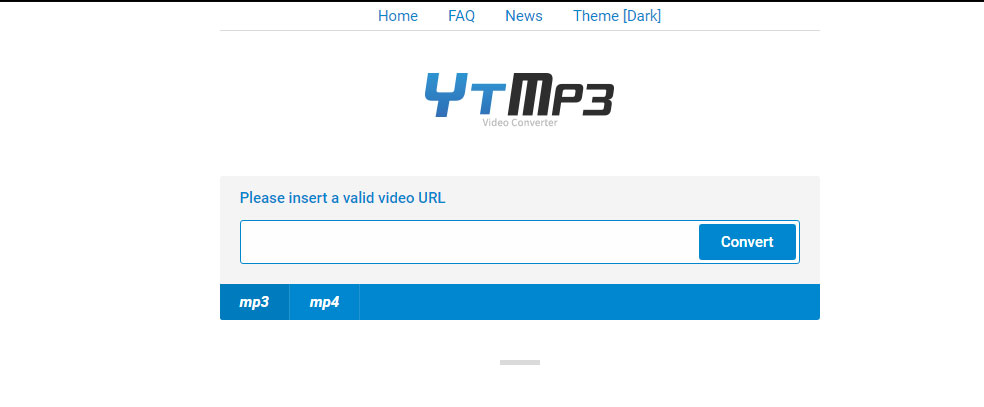 Home FAQ News Theme [Dark]
YTMP3
Video Converter
Please insert a valid video URL
Convert
mp3 mp4